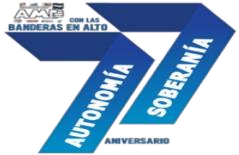 CON LAS
BANDERAS EN ALTO
AUTONOMÍA
SOBERANÍA
ANIVERSARIO